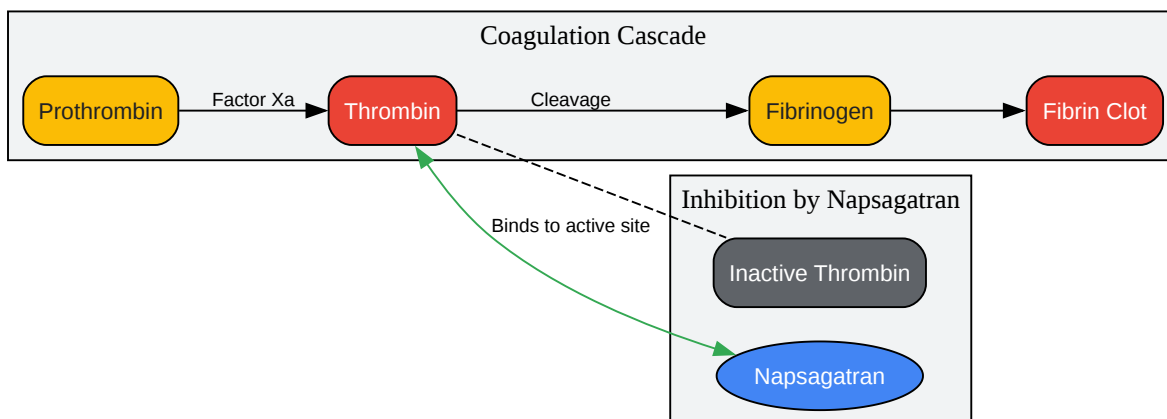 Coagulation Cascade
Prothrombin
Factor Xa
Thrombin
Cleavage
Fibrinogen
Fibrin Clot
Inhibition by Napsagatran
Binds to active site
Inactive Thrombin
Napsagatran